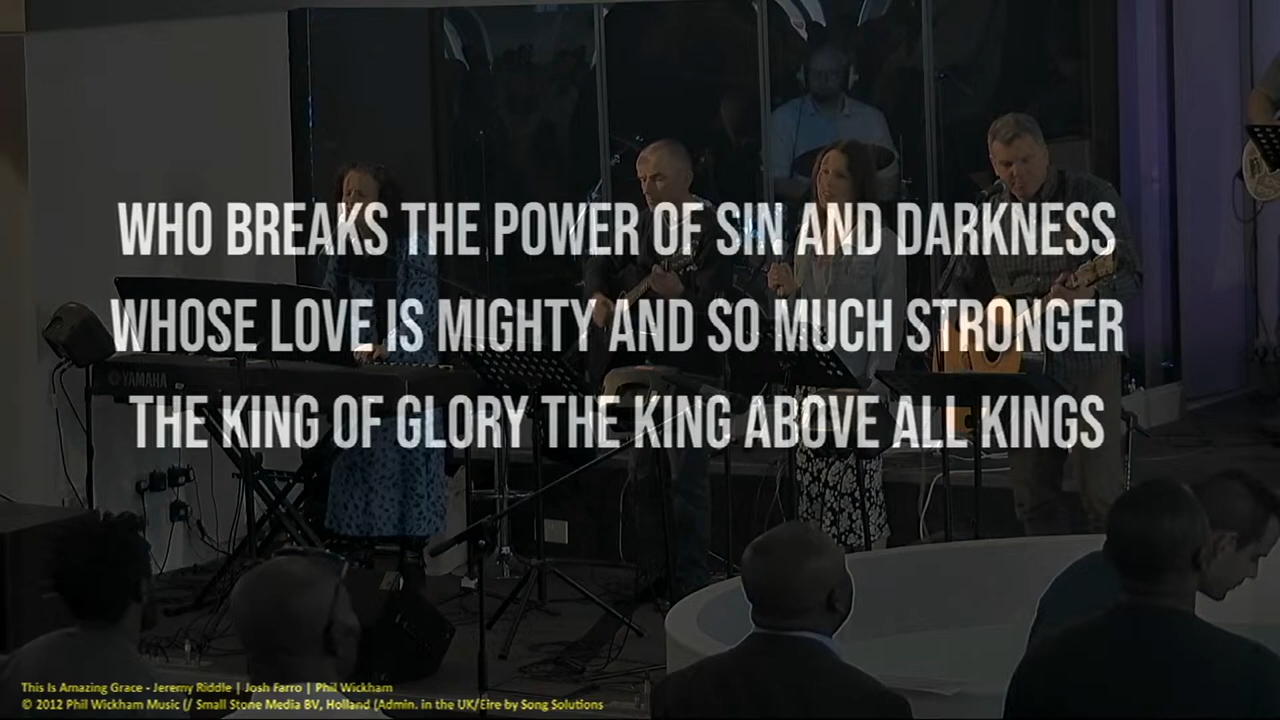 WHO BREAKS THE POWER OF SIN AND DARKNESS
WHOSE LOVE IS MIGHTY AND SO MUCH STRONGER
THE KING OF GLORY THE KING ABOVE ALL KINGS
YAMAHA
This Is Amazing Grace - Jeremy Riddle | Josh Farro | Phil Wickham
© 2012 Phil Wickham Music (/ Small Stone Media BV, Holland (Admin. in the UK/Eire by Song Solutions